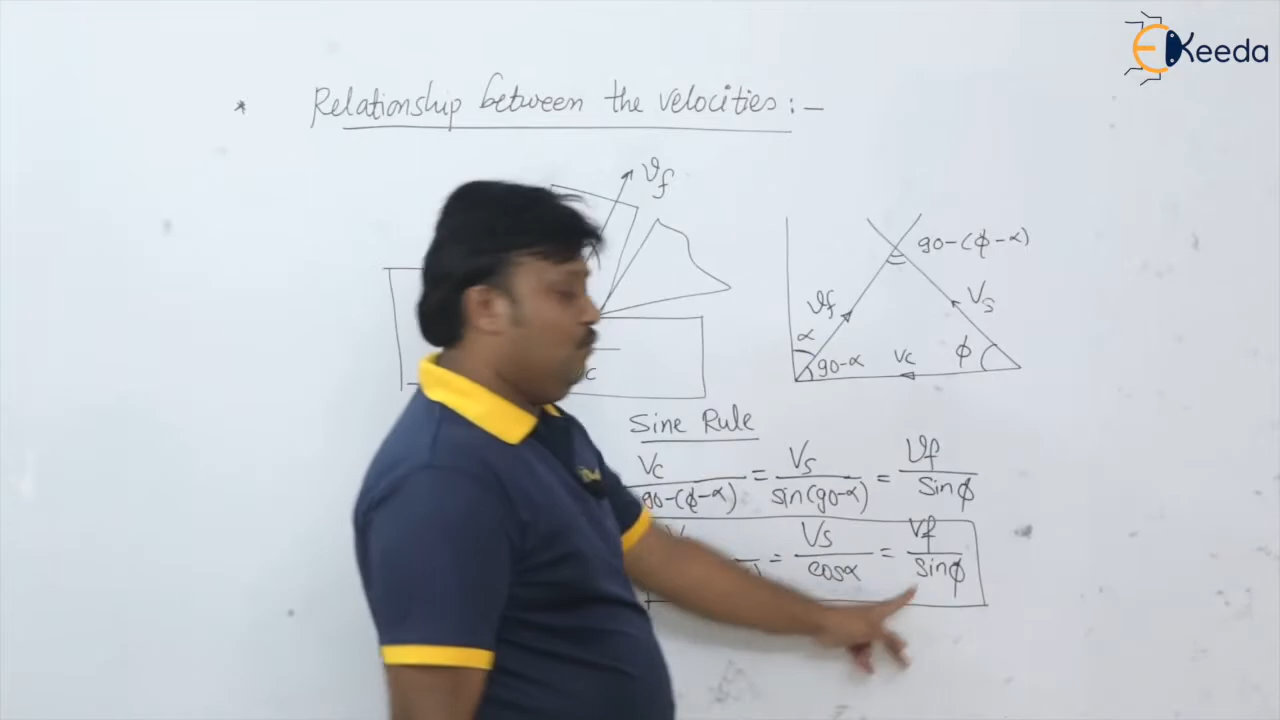 EKeeda
* Relationship between the velocities : –
Vf
c
90-(ϕ-α)
Vf
Vs
α
90-α
Vc
ϕ
Sine Rule
Vc = Vs = Vf
90-(ϕ-α) sin(90-α) Sinϕ
Vs = Vf
cosα sinϕ